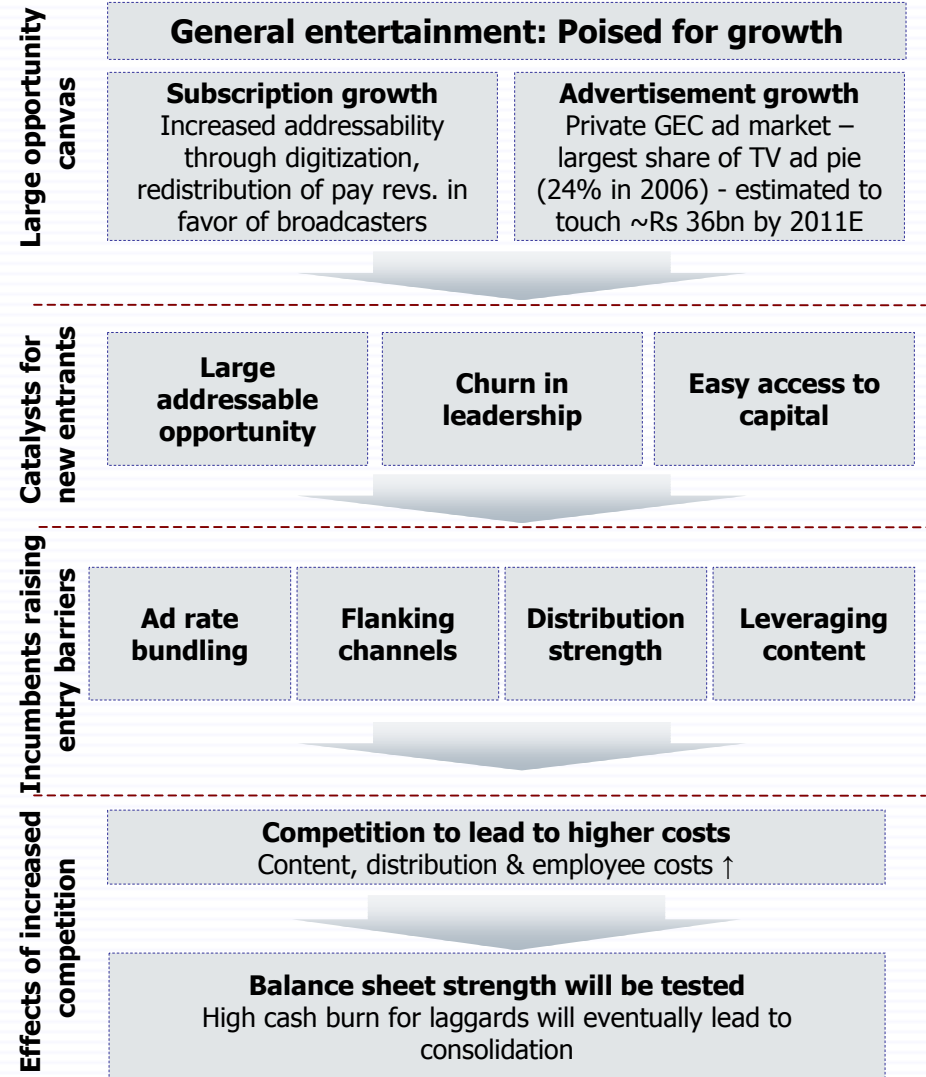 Large opportunity
canvas
General entertainment: Poised for growth
Subscription growth
Increased addressability
through digitization,
redistribution of pay revs. in
favor of broadcasters
Advertisement growth
Private GEC ad market –
largest share of TV ad pie
(24% in 2006) - estimated to
touch ~Rs 36bn by 2011E
Catalysts for
new entrants
Large
addressable
opportunity
Churn in
leadership
Easy access to
capital
Incumbents raising
entry barriers
Ad rate
bundling
Flanking
channels
Distribution
strength
Leveraging
content
Effects of increased
competition
Competition to lead to higher costs
Content, distribution & employee costs ↑
Balance sheet strength will be tested
High cash burn for laggards will eventually lead to
consolidation